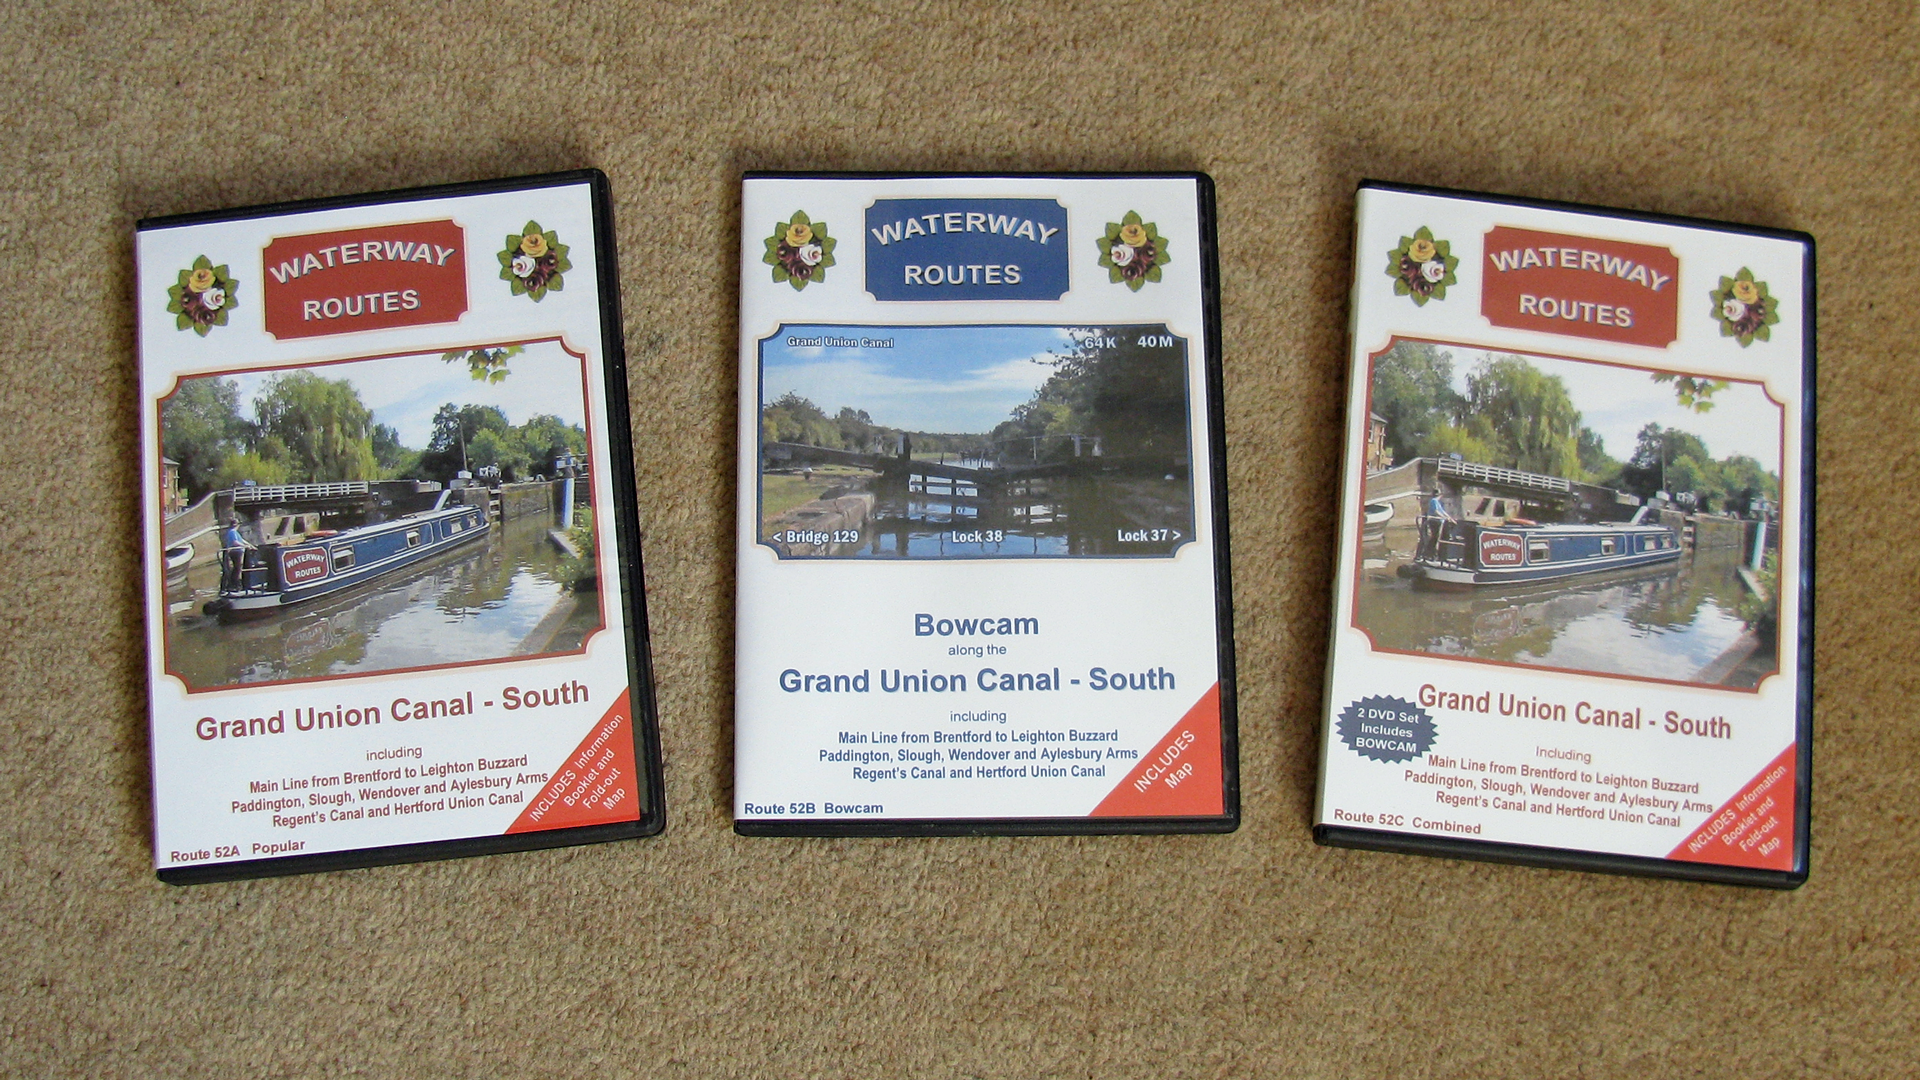 WATERWAY
ROUTES
WATERWAY
ROUTES
Grand Union Canal - South
including
Main Line from Brentford to Leighton Buzzard
Paddington, Slough, Wendover and Aylesbury Arms
Regent's Canal and Hertford Union Canal
INCLUDES Information
Booklet and
Fold-out
Map
Route 52A Popular
WATERWAY
ROUTES
Grand Union Canal 64K 40M
< Bridge 129 Lock 38 Lock 37 >
Bowcam
along the
Grand Union Canal - South
including
Main Line from Brentford to Leighton Buzzard
Paddington, Slough, Wendover and Aylesbury Arms
Regent's Canal and Hertford Union Canal
INCLUDES
Map
Route 52B Bowcam
WATERWAY
ROUTES
WATERWAY
ROUTES
2 DVD Set
Includes
BOWCAM
Grand Union Canal - South
Including
Main Line from Brentford to Leighton Buzzard
Paddington, Slough, Wendover and Aylesbury Arms
Regent's Canal and Hertford Union Canal
INCLUDES Information
Booklet and
Fold-out
Map
Route 52C Combined